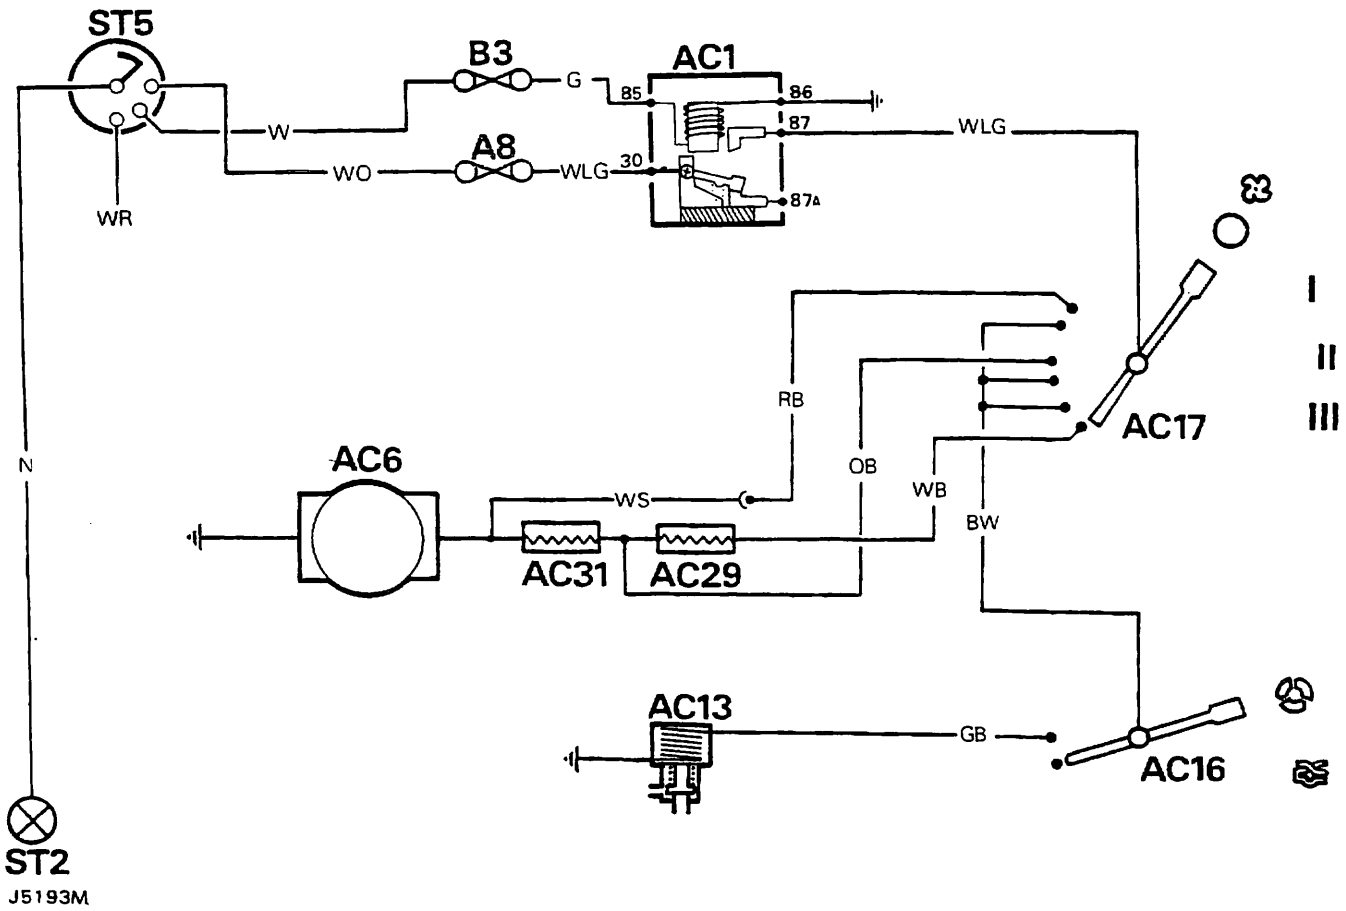 ST5
B3
AC1
G
85
86
87
W
WLG
A8
WO
WLG
30
87A
WR
I
II
RB
III
AC17
AC6
N
OB
WB
WS
BW
AC31
AC29
AC13
GB
AC16
ST2
J5193M